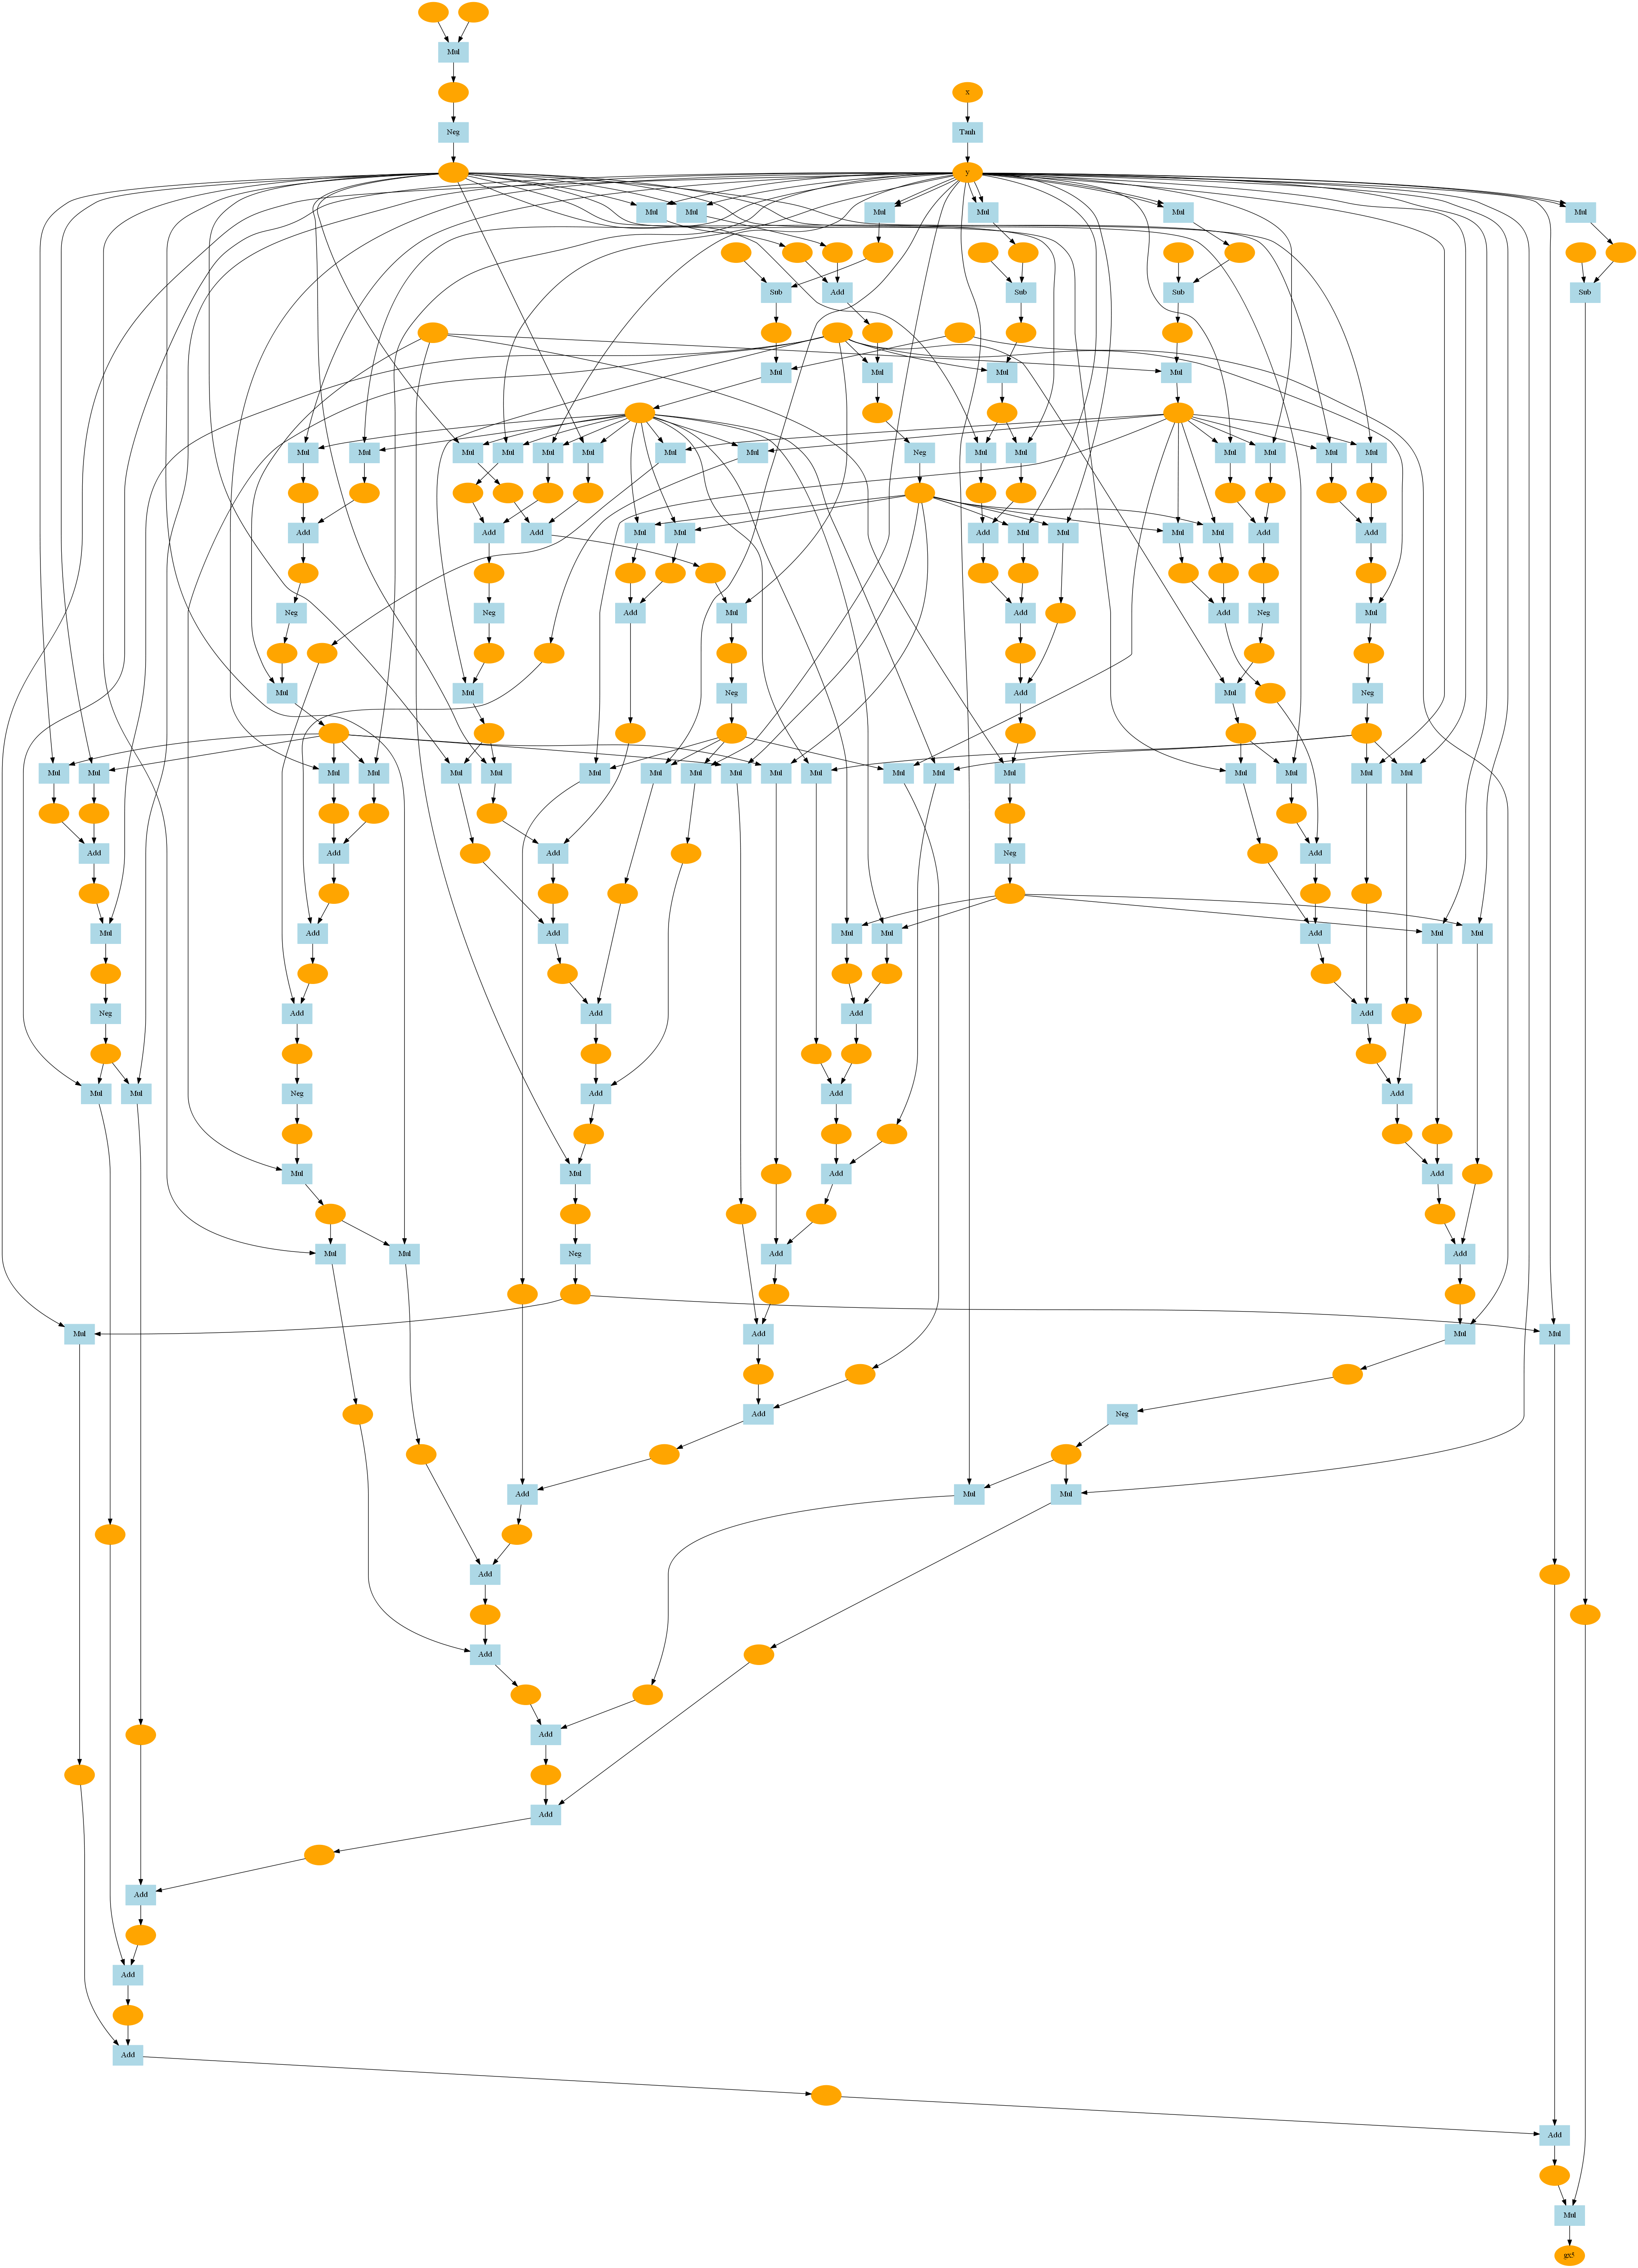 Mul
x
Neg Tanh
y
Mul Mul Mul Mul Mul Mul
Sub Add Sub Sub Sub
Mul Mul Mul Mul
Mul Mul Mul Mul Mul Mul Mul Mul Neg Mul Mul Mul Mul Mul Mul
Add Add Add Mul Mul Add Mul Mul Mul Mul Add Add
Neg Neg Add Mul Add Add Neg Mul
Mul Mul Neg Add Mul Neg
Mul Mul Mul Mul Mul Mul Mul Mul Mul Mul Mul Mul Mul Mul Mul Mul Mul Mul Mul
Add Add Add Neg Add
Mul Add Add Mul Mul Add Mul Mul
Neg Add Add Add Add
Mul Mul Neg Add Add Add
Mul Mul Add Add
Mul Mul Neg Add Add
Mul Add Mul Mul
Add Neg
Add Mul Mul
Add
Add
Add
Add
Add
Add
Add
Add
Mul
gx5